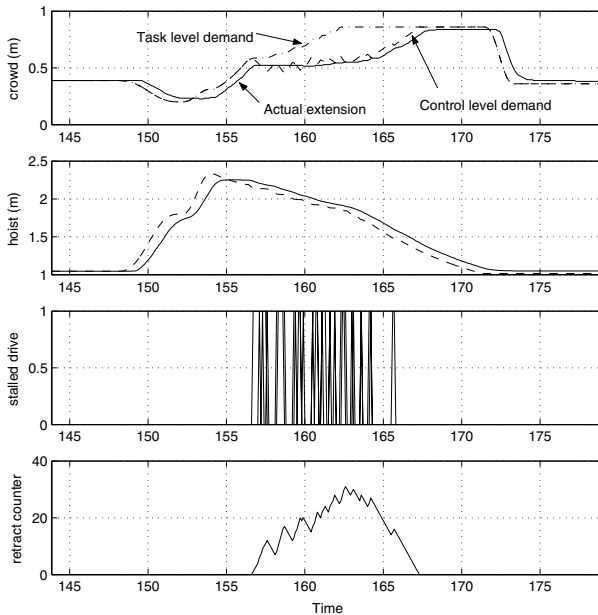 1
0.5
0
crowd (m)
Task level demand
Actual extension
Control level demand
145 150 155 160 165 170 175
2.5
2
1.5
1
hoist (m)
145 150 155 160 165 170 175
1
0.5
0
stalled drive
145 150 155 160 165 170 175
40
20
0
retract counter
145 150 155 160 165 170 175
Time